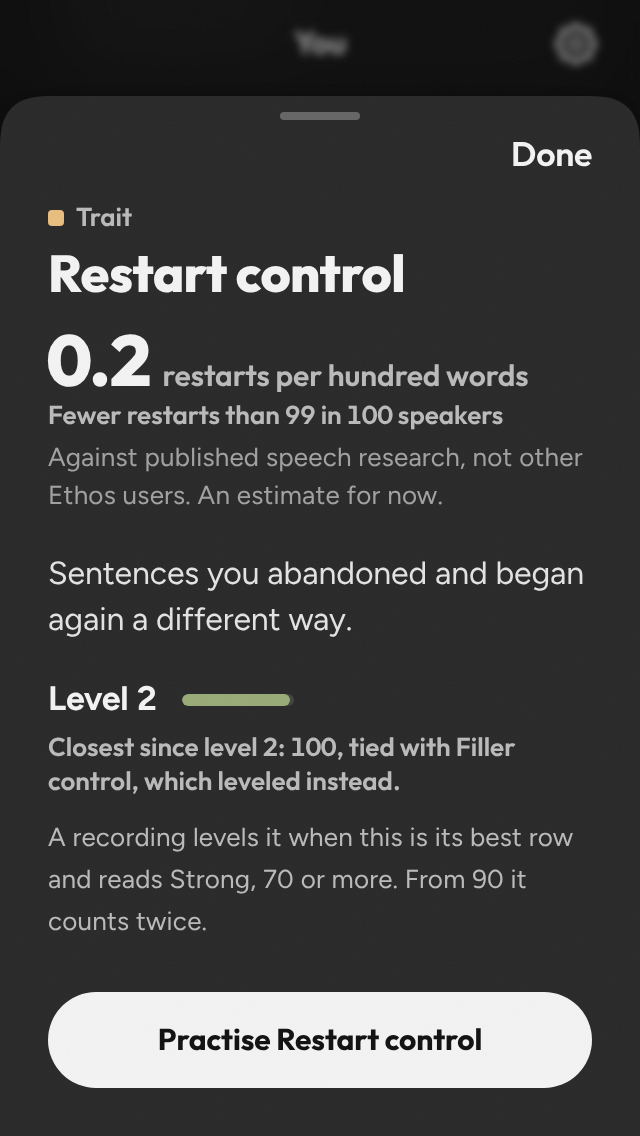 You
Done
Trait
Restart control
0.2 restarts per hundred words
Fewer restarts than 99 in 100 speakers
Against published speech research, not other
Ethos users. An estimate for now.
Sentences you abandoned and began
again a different way.
Level 2
Closest since level 2: 100, tied with Filler
control, which leveled instead.
A recording levels it when this is its best row
and reads Strong, 70 or more. From 90 it
counts twice.
Practise Restart control